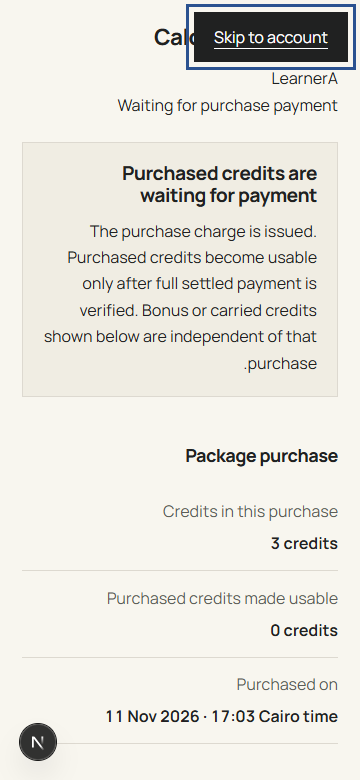 Skip to account
LearnerA
Waiting for purchase payment
Purchased credits are
waiting for payment
The purchase charge is issued.
Purchased credits become usable
only after full settled payment is
verified. Bonus or carried credits
shown below are independent of that
.purchase
Package purchase
Credits in this purchase
3 credits
Purchased credits made usable
0 credits
Purchased on
11 Nov 2026 · 17:03 Cairo time
N